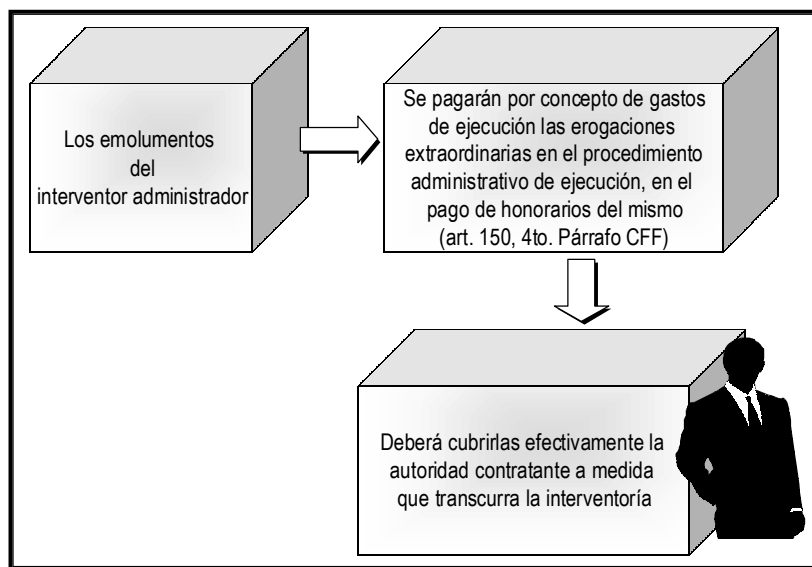 Los emolumentos
del
interventor administrador
Se pagarán por concepto de gastos
de ejecución las erogaciones
extraordinarias en el procedimiento
administrativo de ejecución, en el
pago de honorarios del mismo
(art. 150, 4to. Párrafo CFF)
Deberá cubrirlas efectivamente la
autoridad contratante a medida
que transcurra la interventoría